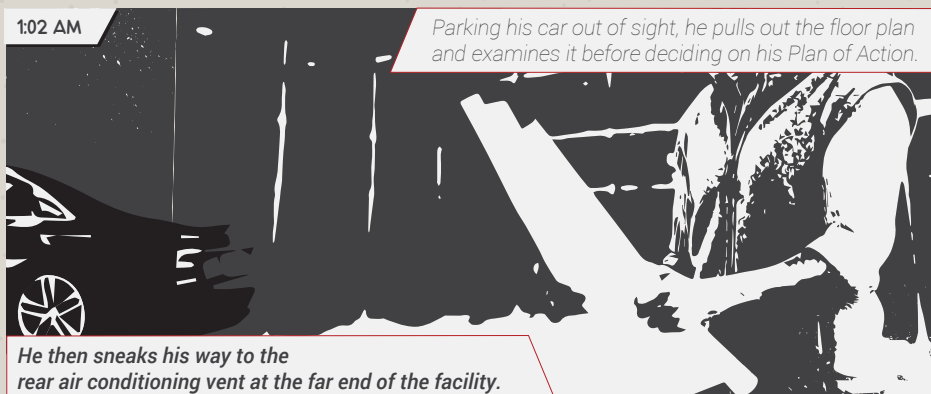 1:02 AM
Parking his car out of sight, he pulls out the floor plan
and examines it before deciding on his Plan of Action.
He then sneaks his way to the
rear air conditioning vent at the far end of the facility.